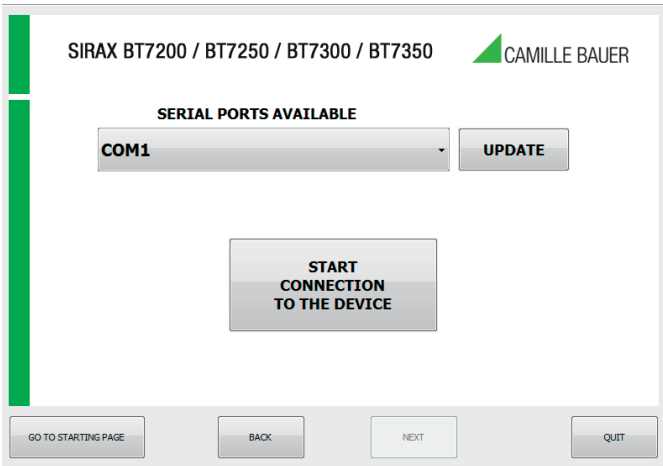 SIRAX BT7200 / BT7250 / BT7300 / BT7350
CAMILLE BAUER
SERIAL PORTS AVAILABLE
COM1
UPDATE
START
CONNECTION
TO THE DEVICE
GO TO STARTING PAGE
BACK
NEXT
QUIT